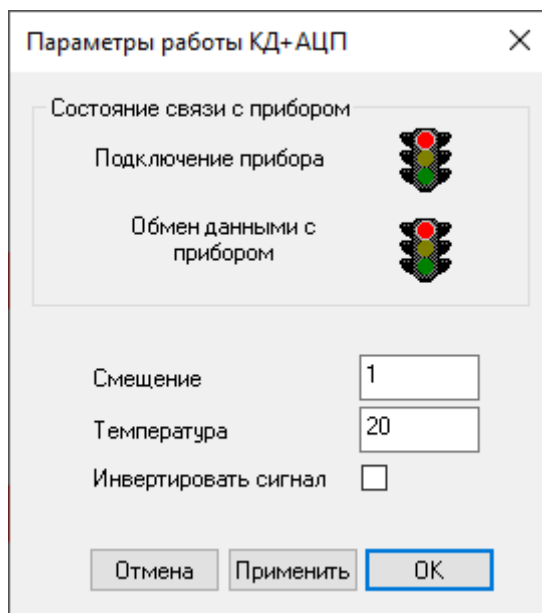 Параметры работы КД+АЦП
Состояние связи с прибором
Подключение прибора
Обмен данными с
прибором
Смещение 1
Температура 20
Инвертировать сигнал
Отмена Применить OK